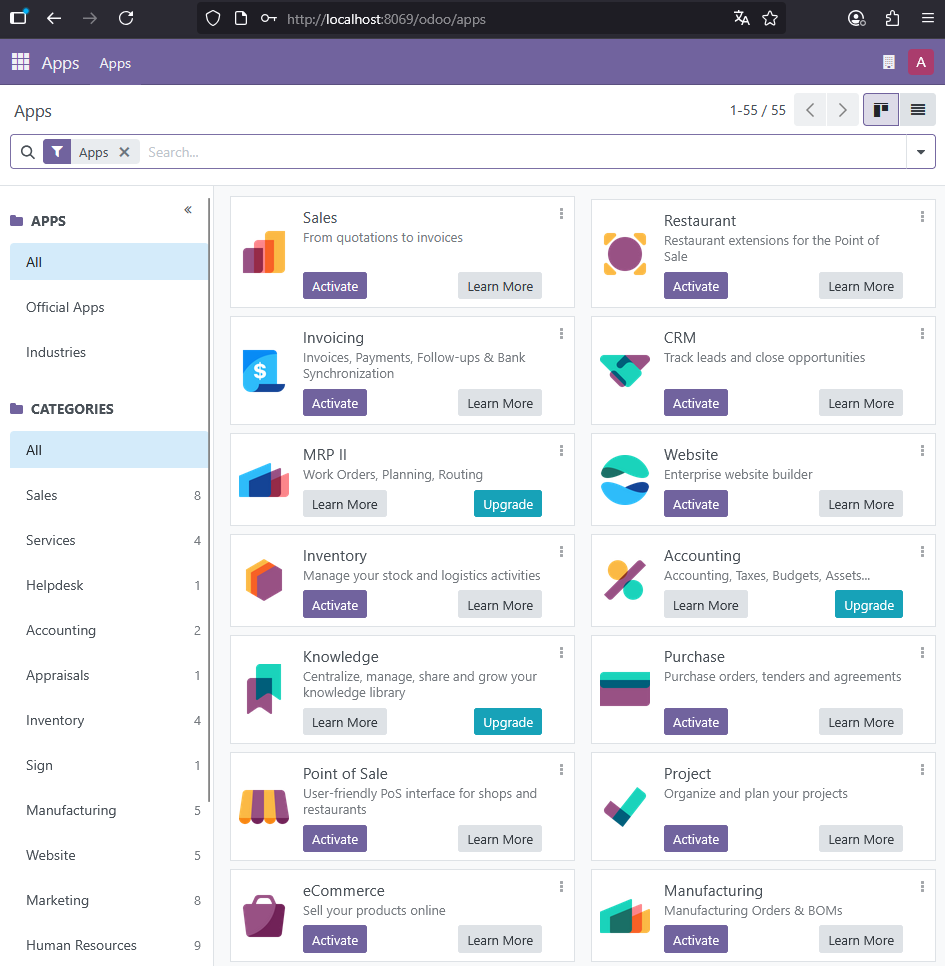 http://localhost:8069/odoo/apps
Apps
Apps
A
Apps
1-55 / 55
Apps
Search...
APPS
All
Official Apps
Industries
CATEGORIES
All
Sales 8
Services 4
Helpdesk 1
Accounting 2
Appraisals 1
Inventory 4
Sign 1
Manufacturing 5
Website 5
Marketing 8
Human Resources 9
Sales
From quotations to invoices
Activate
Learn More
Restaurant
Restaurant extensions for the Point of
Sale
Activate
Learn More
Invoicing
Invoices, Payments, Follow-ups & Bank
Synchronization
Activate
Learn More
CRM
Track leads and close opportunities
Activate
Learn More
MRP II
Work Orders, Planning, Routing
Learn More
Upgrade
Website
Enterprise website builder
Activate
Learn More
Inventory
Manage your stock and logistics activities
Activate
Learn More
Accounting
Accounting, Taxes, Budgets, Assets...
Learn More
Upgrade
Knowledge
Centralize, manage, share and grow your
knowledge library
Learn More
Upgrade
Purchase
Purchase orders, tenders and agreements
Activate
Learn More
Point of Sale
User-friendly PoS interface for shops and
restaurants
Activate
Learn More
Project
Organize and plan your projects
Activate
Learn More
eCommerce
Sell your products online
Activate
Learn More
Manufacturing
Manufacturing Orders & BOMs
Activate
Learn More